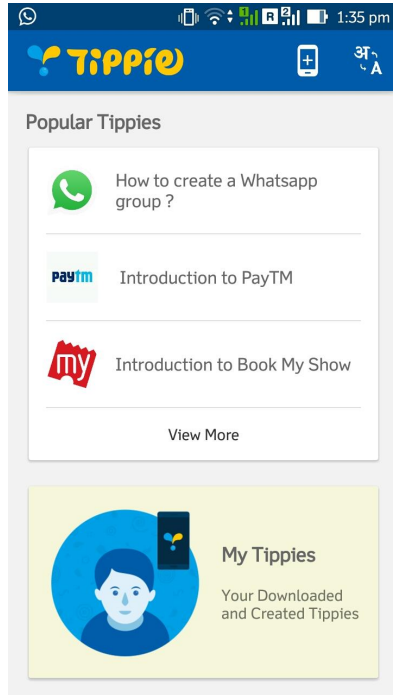 R 2 1:35 pm
TiPPiE
अ A
Popular Tippies
How to create a Whatsapp
group ?
paytm Introduction to PayTM
my Introduction to Book My Show
View More
My Tippies
Your Downloaded
and Created Tippies